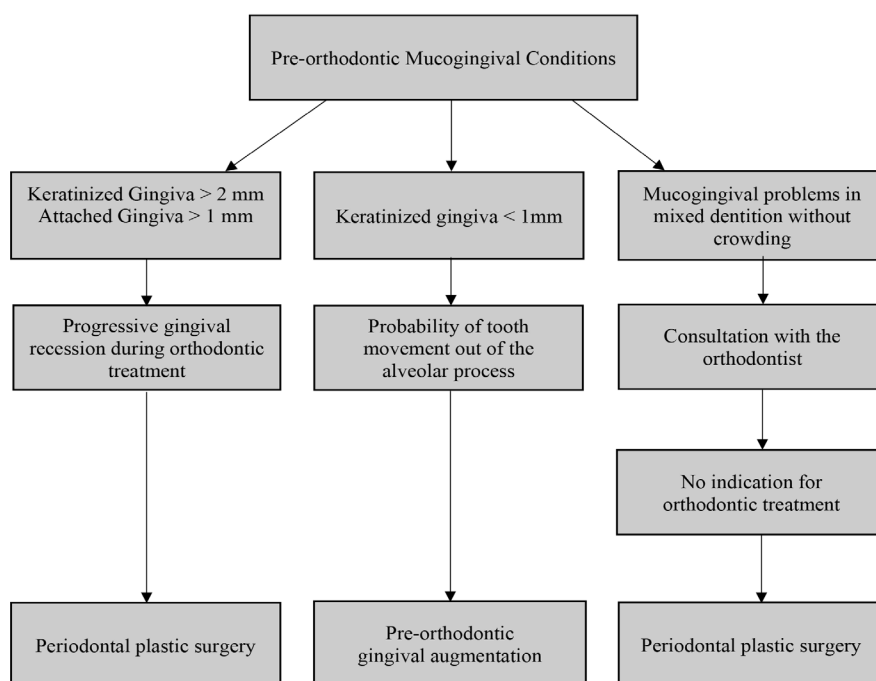 Pre-orthodontic Mucogingival Conditions
Keratinized Gingiva > 2 mm
Attached Gingiva > 1 mm
Keratinized gingiva < 1mm
Mucogingival problems in
mixed dentition without
crowding
Progressive gingival
recession during orthodontic
treatment
Probability of tooth
movement out of the
alveolar process
Consultation with the
orthodontist
No indication for
orthodontic treatment
Periodontal plastic surgery
Pre-orthodontic
gingival augmentation
Periodontal plastic surgery